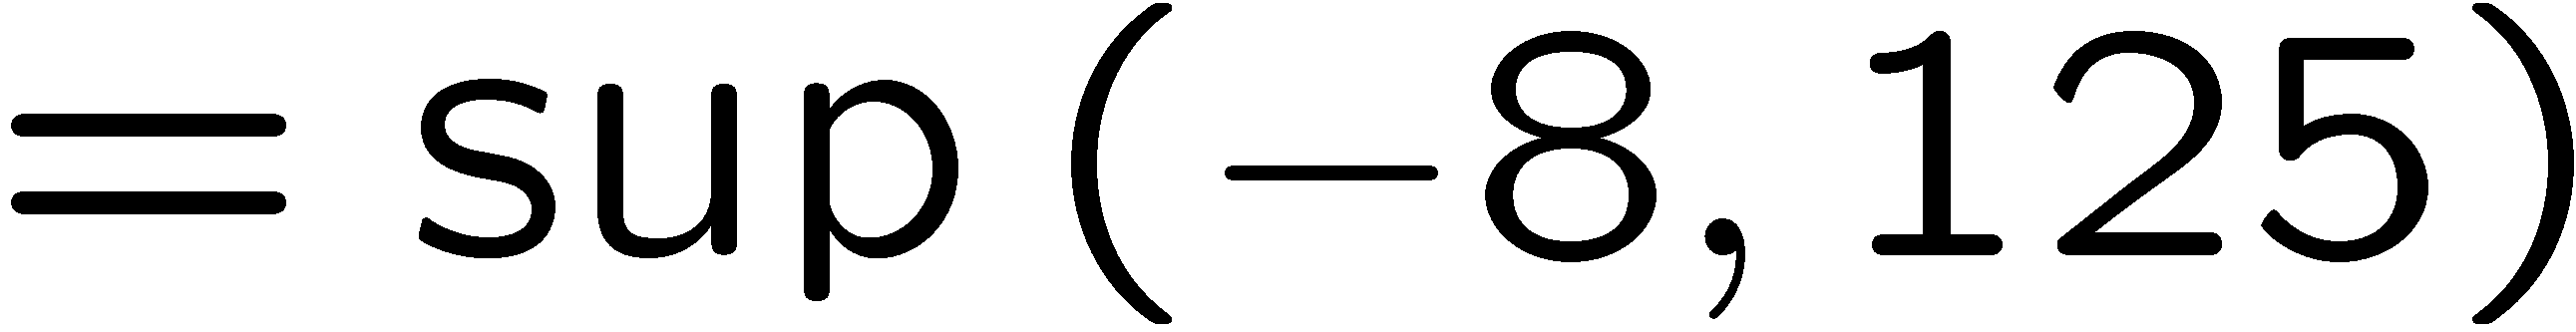 = sup (−8, 125)